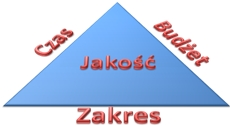 Czas
Budżet
Jakość
Zakres